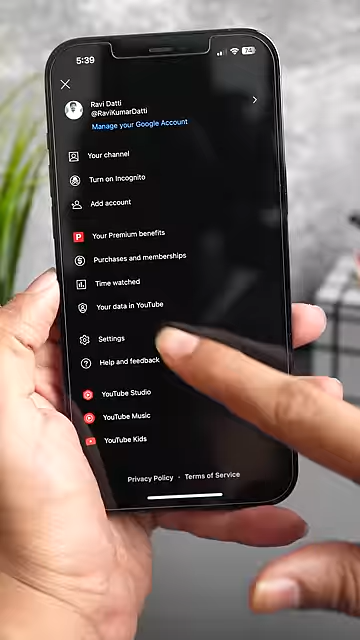 5:39
74
Ravi Datti
@RaviKumarDatti
Manage your Google Account
Your channel
Turn on Incognito
Add account
P
Your Premium benefits
Purchases and memberships
Time watched
Your data in YouTube
Settings
Help and feedback
YouTube Studio
YouTube Music
YouTube Kids
Privacy Policy · Terms of Service